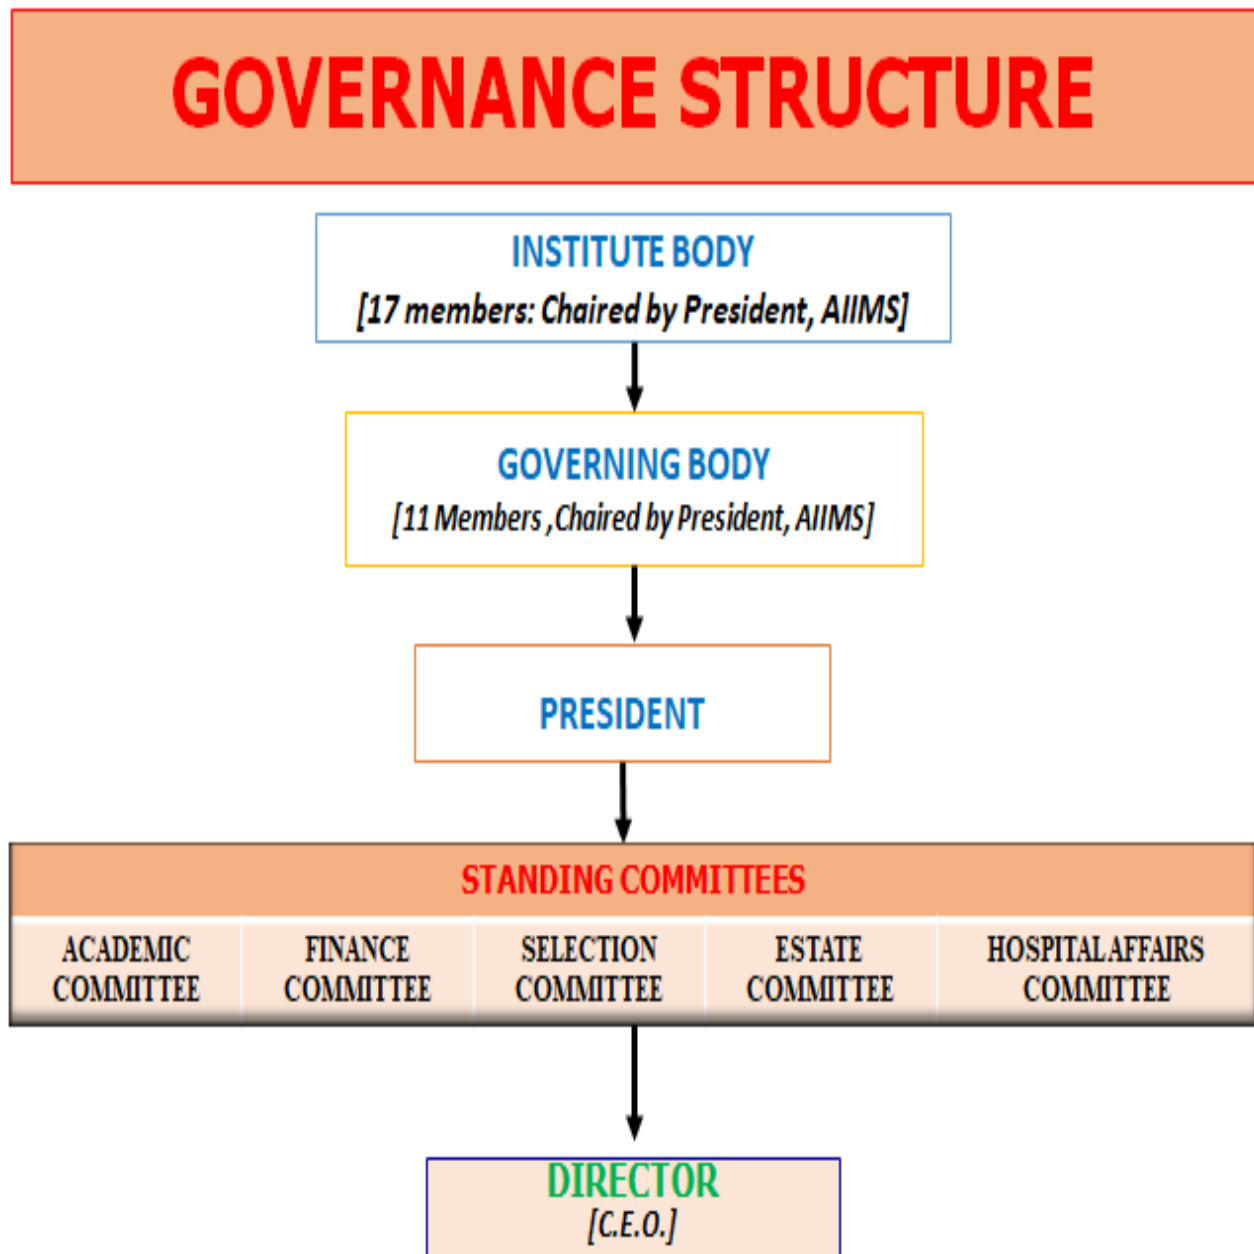 GOVERNANCE STRUCTURE
INSTITUTE BODY
[17 members: Chaired by President, AIIMS]
GOVERNING BODY
[11 Members ,Chaired by President, AIIMS]
PRESIDENT
STANDING COMMITTEES
ACADEMIC
COMMITTEE
FINANCE
COMMITTEE
SELECTION
COMMITTEE
ESTATE
COMMITTEE
HOSPITAL AFFAIRS
COMMITTEE
DIRECTOR
[C.E.O.]